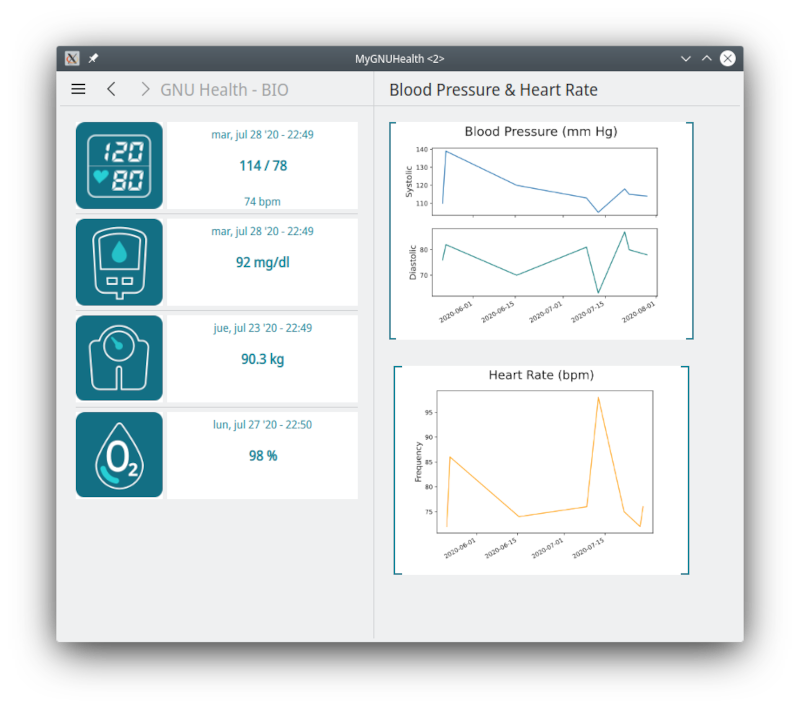 MyGNUHealth <2>
GNU Health - BIO
Blood Pressure & Heart Rate
120
80
mar, jul 28 '20 - 22:49
114 / 78
74 bpm
mar, jul 28 '20 - 22:49
92 mg/dl
jue, jul 23 '20 - 22:49
90.3 kg
O2
lun, jul 27 '20 - 22:50
98 %
Blood Pressure (mm Hg)
Systolic
140
130
120
110
Diastolic
80
70
2020-06-01
2020-06-15
2020-07-01
2020-07-15
2020-08-01
Heart Rate (bpm)
Frequency
95
90
85
80
75
2020-06-01
2020-06-15
2020-07-01
2020-07-15